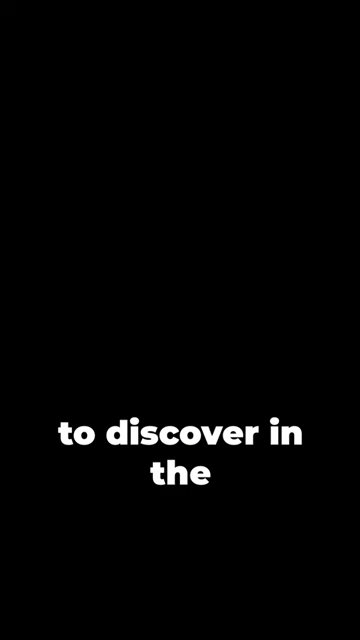 to discover in
the